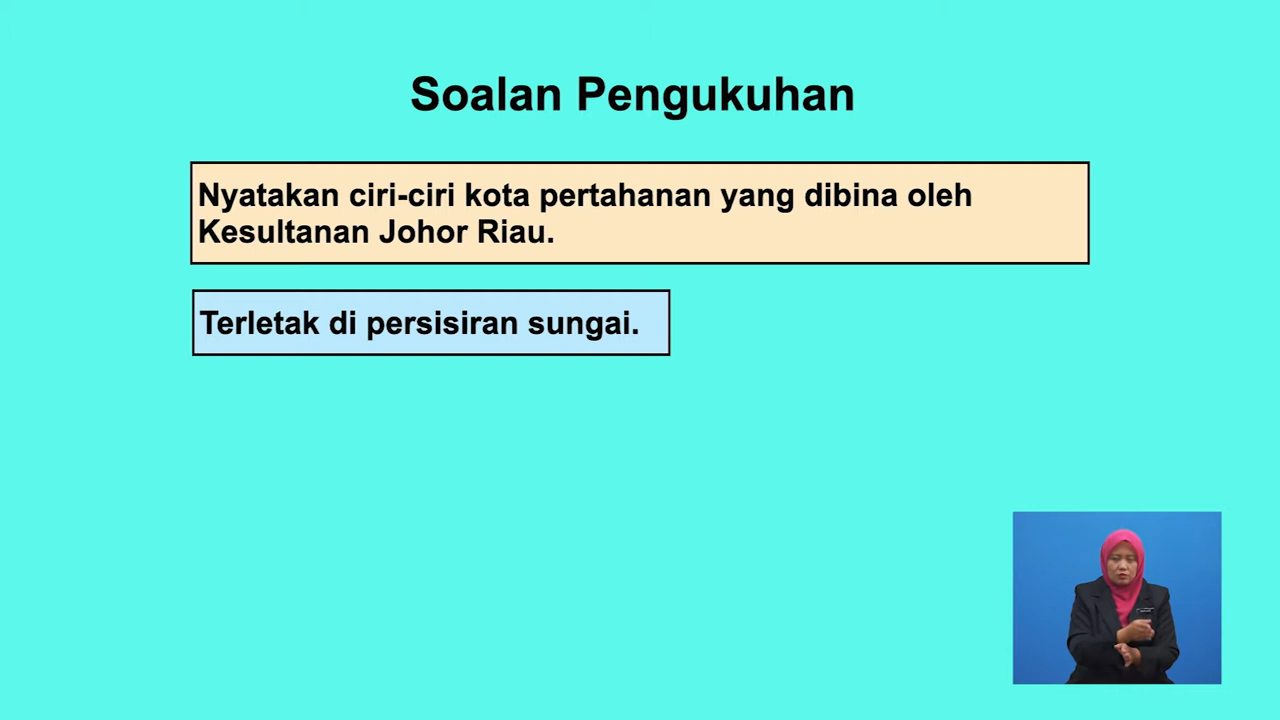 Soalan Pengukuhan
Nyatakan ciri-ciri kota pertahanan yang dibina oleh
Kesultanan Johor Riau.
Terletak di persisiran sungai.